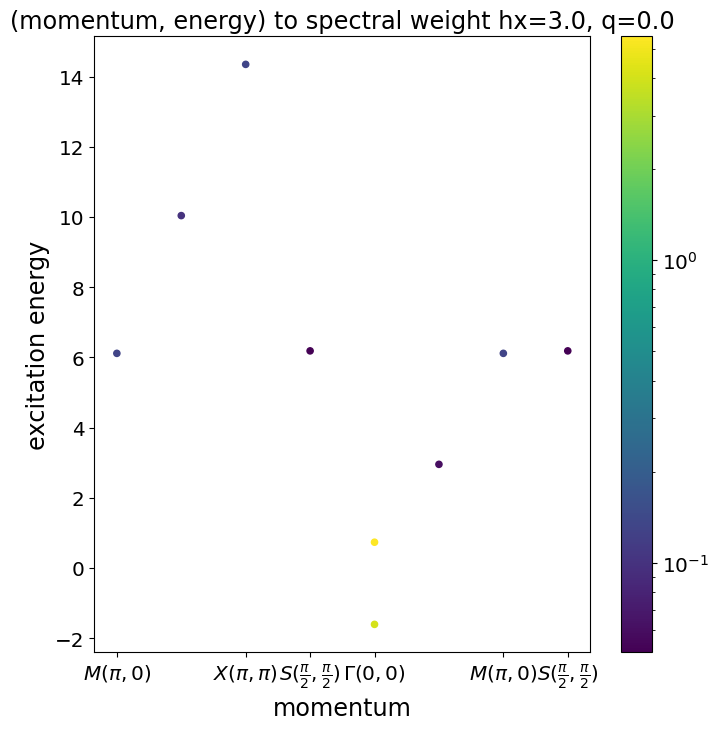 (momentum, energy) to spectral weight hx=3.0, q=0.0
excitation energy
14
12
10
8
6
4
2
0
−2
M(π, 0)
X(π, π)
S(π/2, π/2)
Γ(0, 0)
M(π, 0)
S(π/2, π/2)
momentum
10⁰
10⁻¹